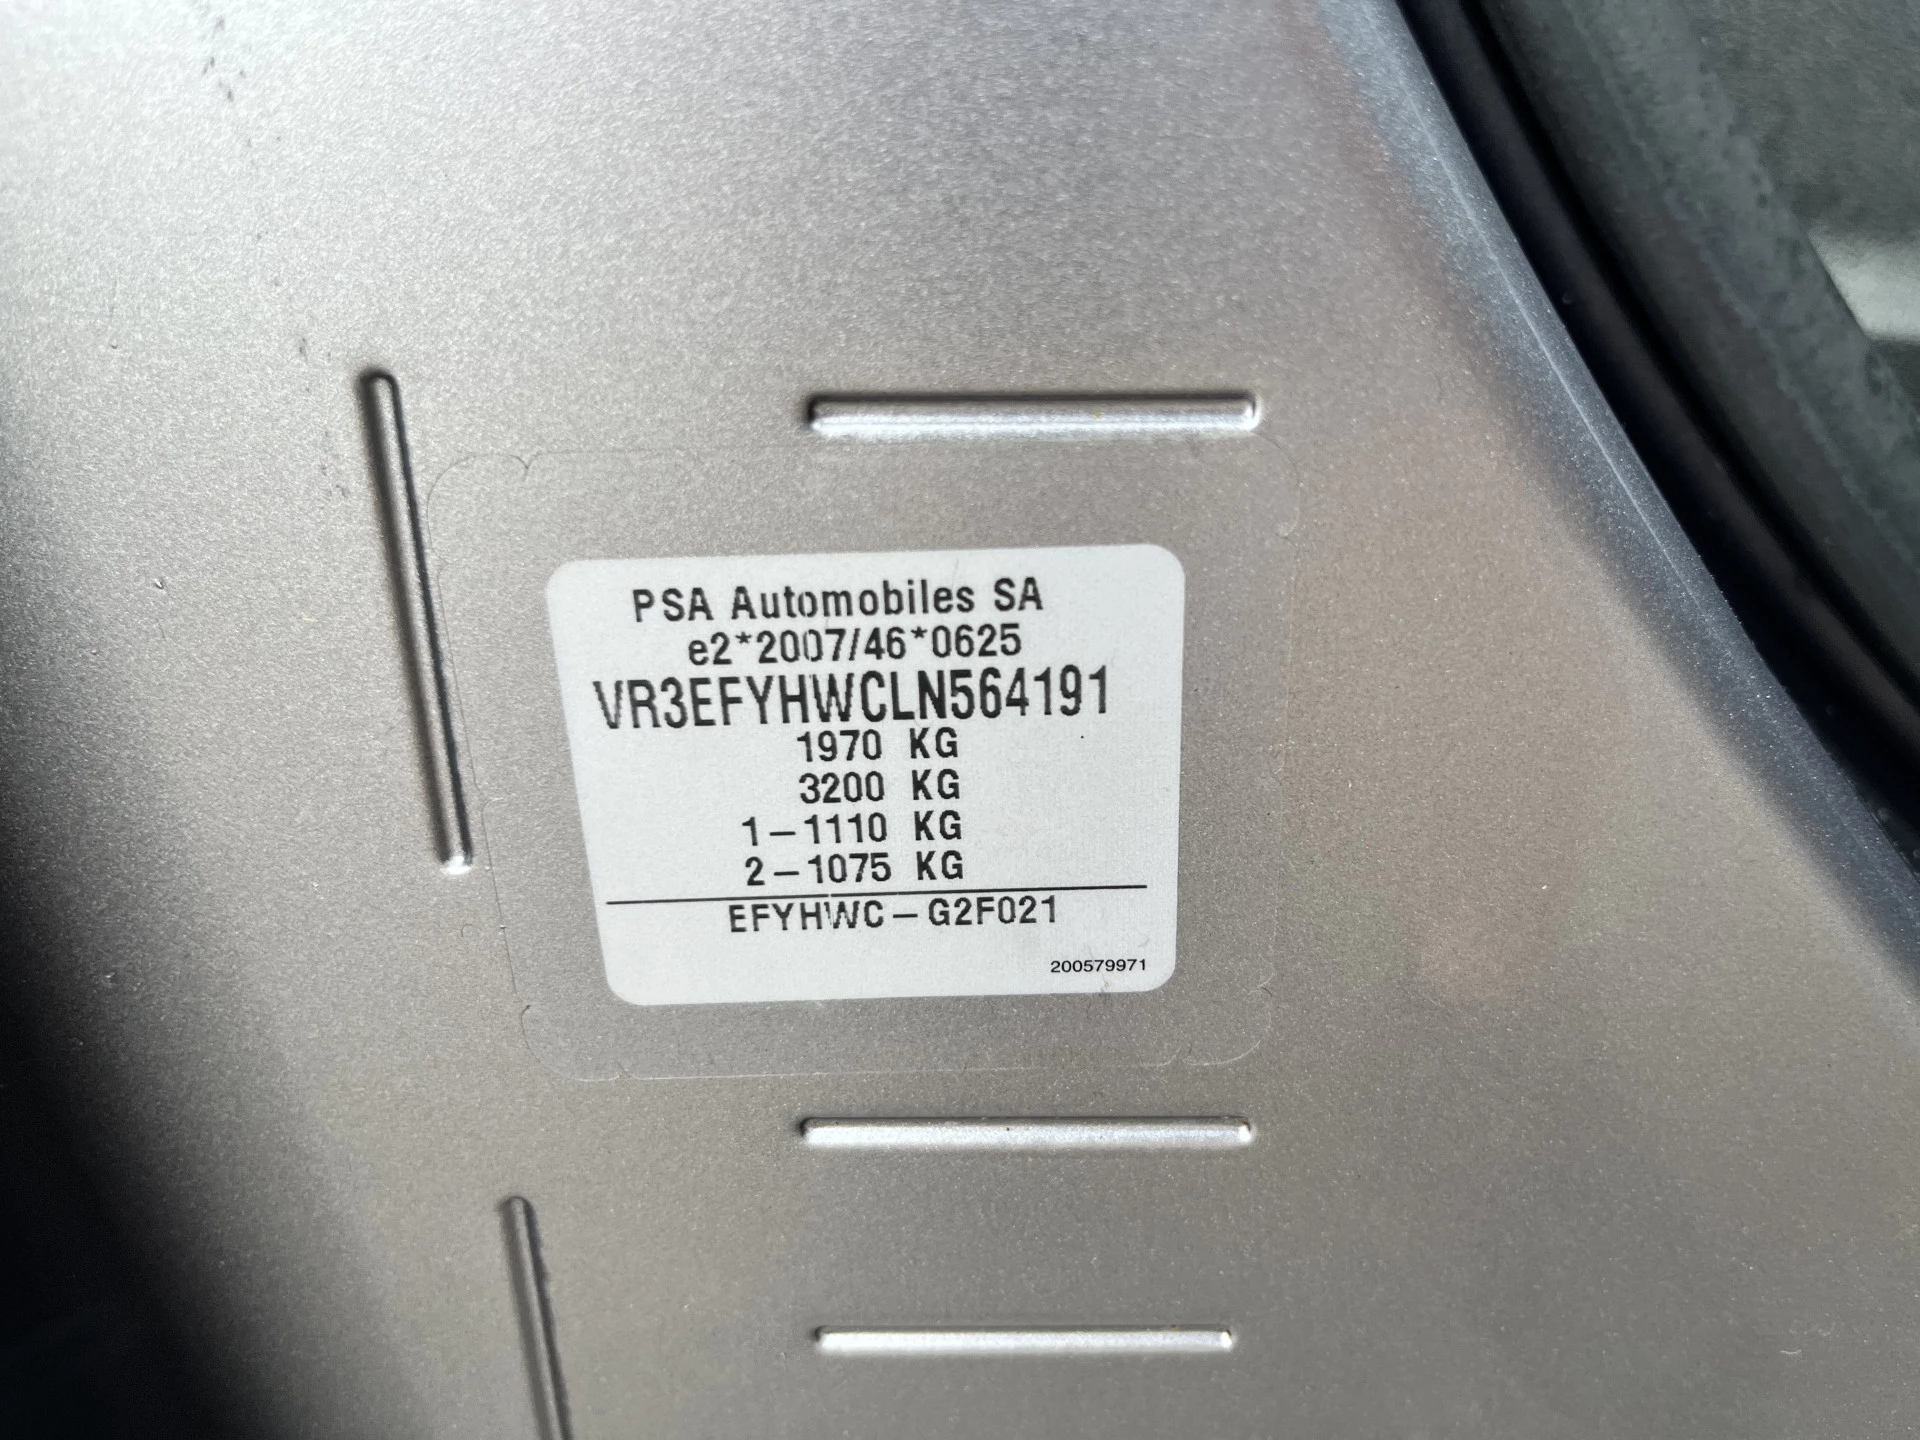 PSA Automobiles SA
e2*2007/46*0625
VR3EFYHWCLN564191
1970 KG
3200 KG
1-1110 KG
2-1075 KG
EFYHWC-G2F021
200579971